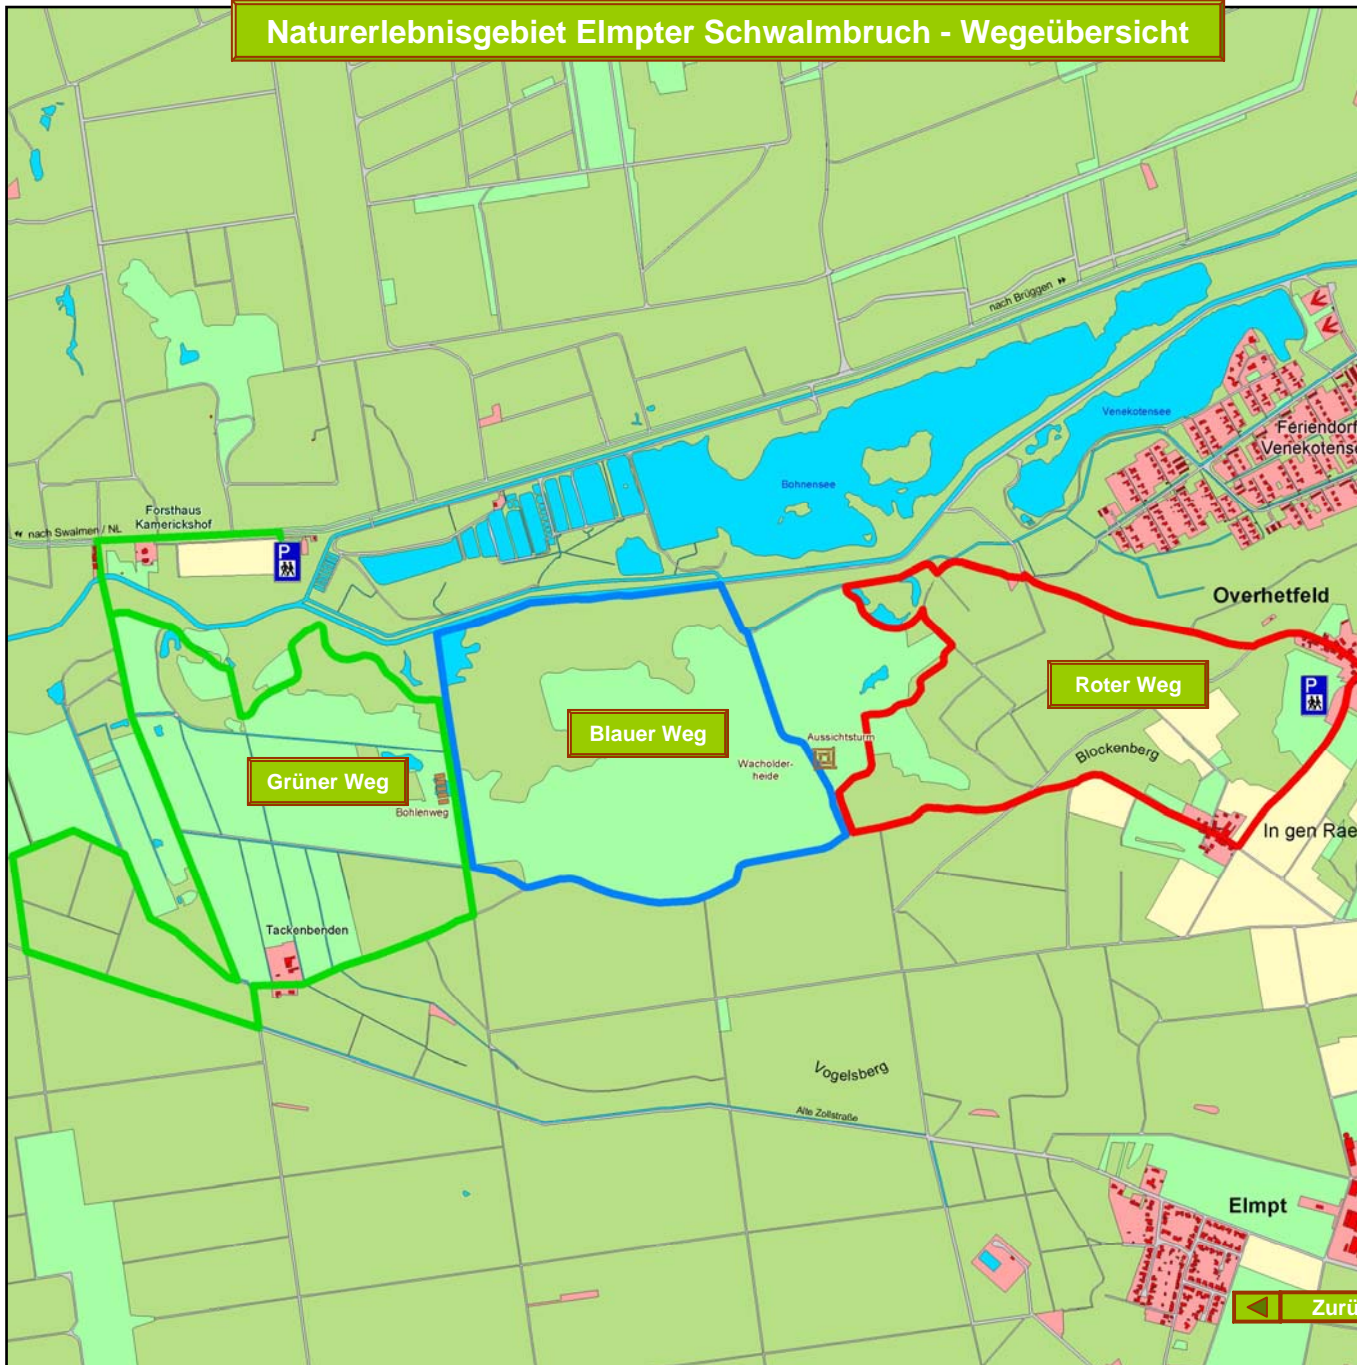 Naturerlebnisgebiet Elmpter Schwalmbruch - Wegeübersicht
nach Brüggen
Venekotensee
Feriendorf
Venekotense
Bohnensee
Forsthaus
Kamerickshof
nach Swalmen / NL
P
Overhetfeld
Roter Weg
P
Blauer Weg
Aussichtsturm
Wacholder-
heide
Blockenberg
Grüner Weg
Bohlenweg
In gen Rae
Tackenbenden
Vogelsberg
Alte Zollstraße
Elmpt
Zurü